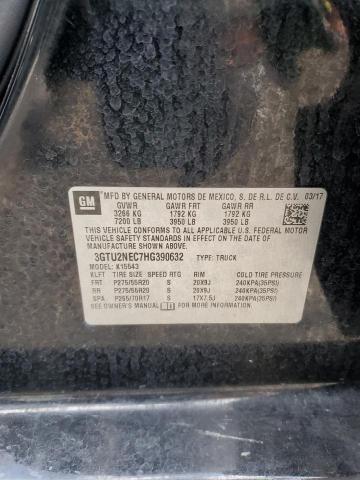 GM
MFD BY GENERAL MOTORS DE MEXICO, S. DE R.L. DE C.V. 03/17
GVWR GAWR FRT GAWR RR
3266 KG 1792 KG 1792 KG
7200 LB 3950 LB 3950 LB
THIS VEHICLE CONFORMS TO ALL APPLICABLE U.S. FEDERAL MOTOR
VEHICLE SAFETY STANDARDS IN EFFECT ON THE DATE OF
MANUFACTURE SHOWN ABOVE.
3GTU2NEC7HG390632 TYPE: TRUCK
MODEL: K15543
KLFT TIRE SIZE SPEED RTG RIM COLD TIRE PRESSURE
FRT P275/55R20 S 20X9J 240KPA(35PSI)
RR P275/55R20 S 20X9J 240KPA(35PSI)
SPA P265/70R17 S 17X7.5J 240KPA(35PSI)
SEE OWNER'S MANUAL FOR MORE INFORMATION